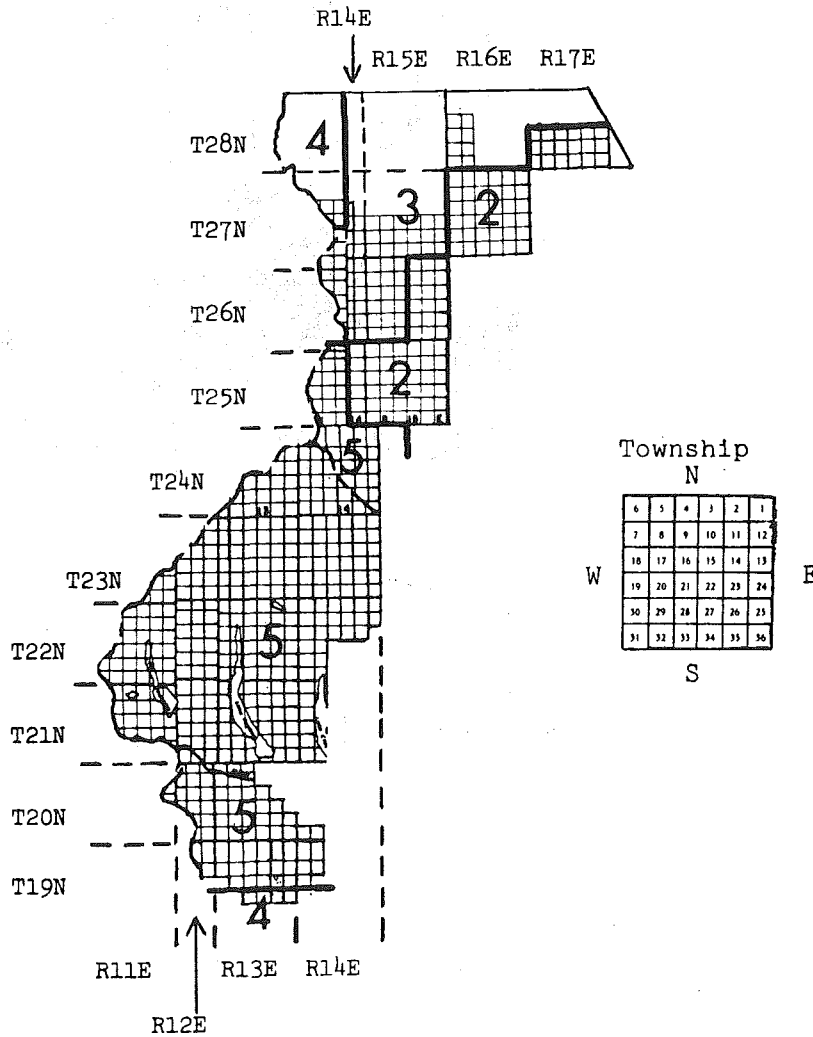 R14E
R15E R16E R17E
T28N
4
3
2
T27N
T26N
T25N
2
5
T24N
Township
N
6 5 4 3 2 1
7 8 9 10 11 12
18 17 16 15 14 13
W
19 20 21 22 23 24
E
30 29 28 27 26 25
31 32 33 34 35 36
S
T23N
5
T22N
T21N
T20N
5
T19N
4
R11E R13E R14E
R12E